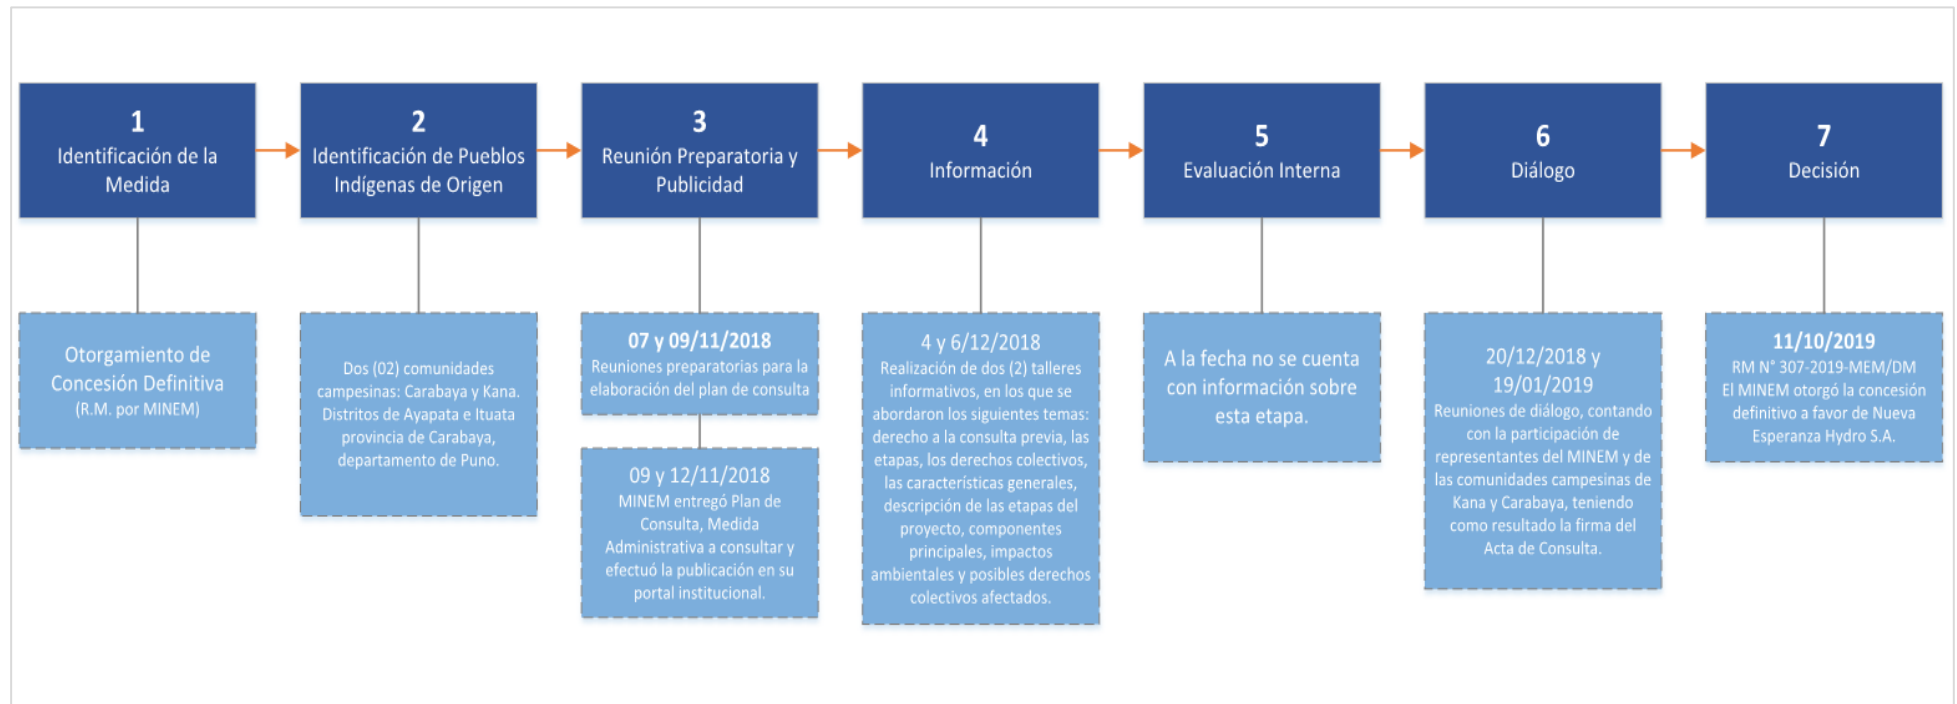 1
Identificación de la
Medida
2
Identificación de Pueblos
Indígenas de Origen
3
Reunión Preparatoria y
Publicidad
4
Información
5
Evaluación Interna
6
Diálogo
7
Decisión
Otorgamiento de
Concesión Definitiva
(R.M. por MINEM)
Dos (02) comunidades
campesinas: Carabaya y Kana.
Distritos de Ayapata e Ituata
provincia de Carabaya,
departamento de Puno.
07 y 09/11/2018
Reuniones preparatorias para la
elaboración del plan de consulta
09 y 12/11/2018
MINEM entregó Plan de
Consulta, Medida
Administrativa a consultar y
efectuó la publicación en su
portal institucional.
4 y 6/12/2018
Realización de dos (2) talleres
informativos, en los que se
abordaron los siguientes temas:
derecho a la consulta previa, las
etapas, los derechos colectivos,
las características generales,
descripción de las etapas del
proyecto, componentes
principales, impactos
ambientales y posibles derechos
colectivos afectados.
A la fecha no se cuenta
con información sobre
esta etapa.
20/12/2018 y
19/01/2019
Reuniones de diálogo, contando
con la participación de
representantes del MINEM y de
las comunidades campesinas de
Kana y Carabaya, teniendo
como resultado la firma del
Acta de Consulta.
11/10/2019
RM N° 307-2019-MEM/DM
El MINEM otorgó la concesión
definitivo a favor de Nueva
Esperanza Hydro S.A.